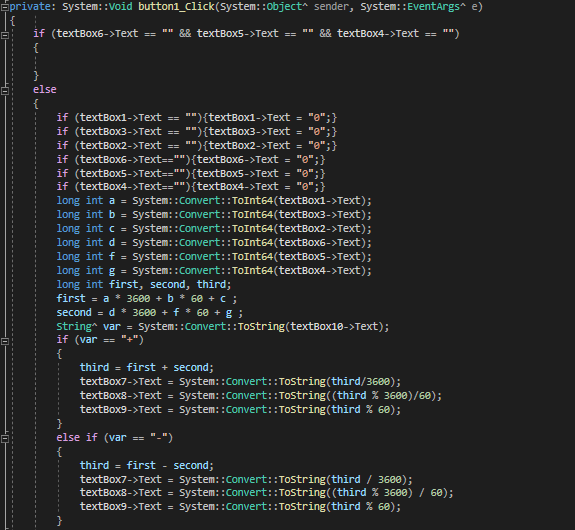 private: System::Void button1_Click(System::Object^ sender, System::EventArgs^ e)
{
if (textBox6->Text == "" && textBox5->Text == "" && textBox4->Text == "")
{
}
else
{
if (textBox1->Text == ""){textBox1->Text = "0";}
if (textBox3->Text == ""){textBox3->Text = "0";}
if (textBox2->Text == ""){textBox2->Text = "0";}
if (textBox6->Text==""){textBox6->Text = "0";}
if (textBox5->Text==""){textBox5->Text = "0";}
if (textBox4->Text==""){textBox4->Text = "0";}
long int a = System::Convert::ToInt64(textBox1->Text);
long int b = System::Convert::ToInt64(textBox3->Text);
long int c = System::Convert::ToInt64(textBox2->Text);
long int d = System::Convert::ToInt64(textBox6->Text);
long int f = System::Convert::ToInt64(textBox5->Text);
long int g = System::Convert::ToInt64(textBox4->Text);
long int first, second, third;
first = a * 3600 + b * 60 + c ;
second = d * 3600 + f * 60 + g ;
String^ var = System::Convert::ToString(textBox10->Text);
if (var == "+")
{
third = first + second;
textBox7->Text = System::Convert::ToString(third/3600);
textBox8->Text = System::Convert::ToString((third % 3600)/60);
textBox9->Text = System::Convert::ToString(third % 60);
}
else if (var == "-")
{
third = first - second;
textBox7->Text = System::Convert::ToString(third / 3600);
textBox8->Text = System::Convert::ToString((third % 3600) / 60);
textBox9->Text = System::Convert::ToString(third % 60);
}